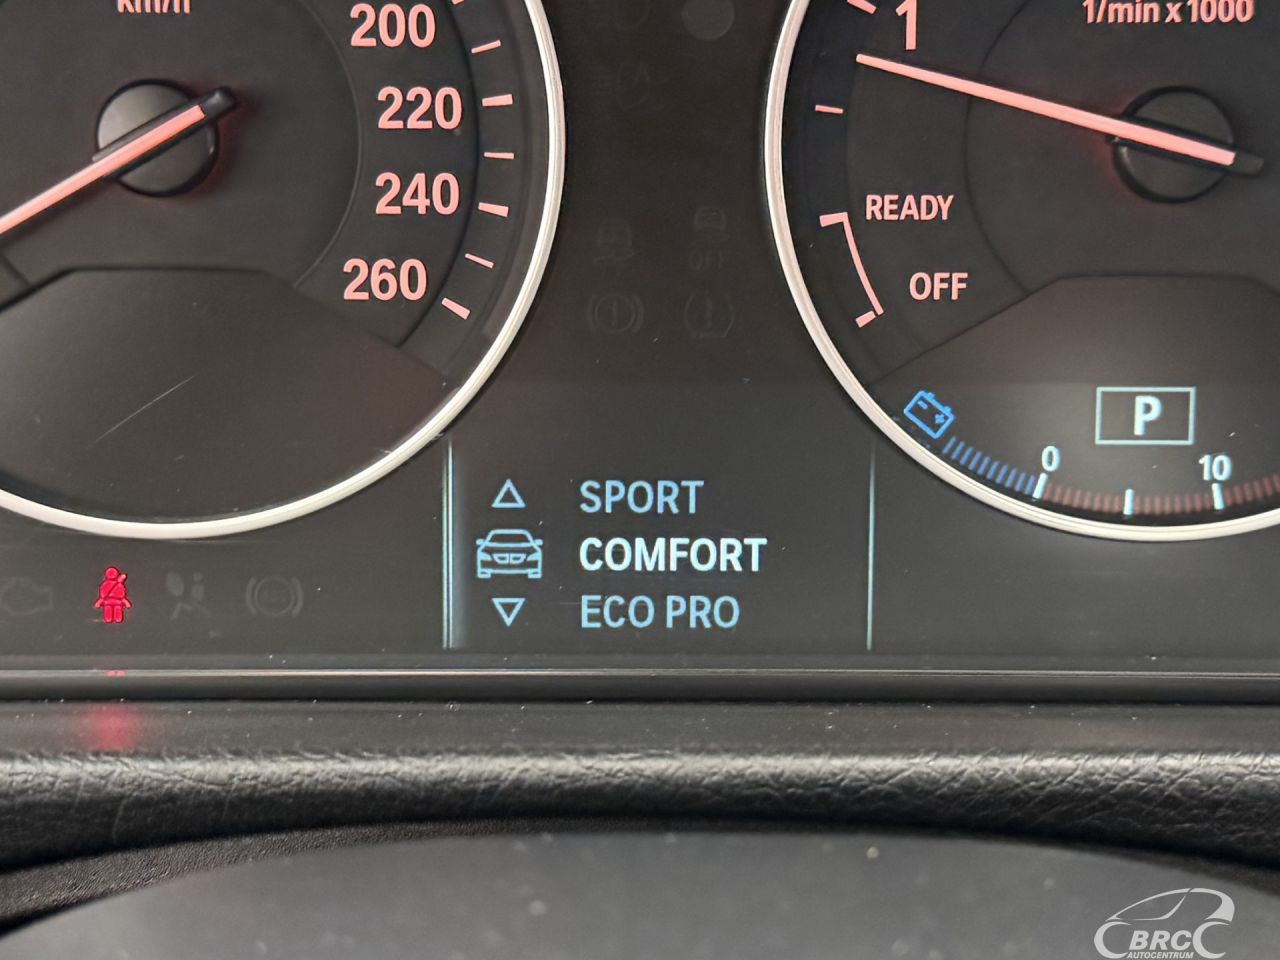 km/h
200
220
240
260
1
1/min x 1000
READY
OFF
OFF
P
0
10
SPORT
COMFORT
ECO PRO
BRC
AUTOCENTRUM